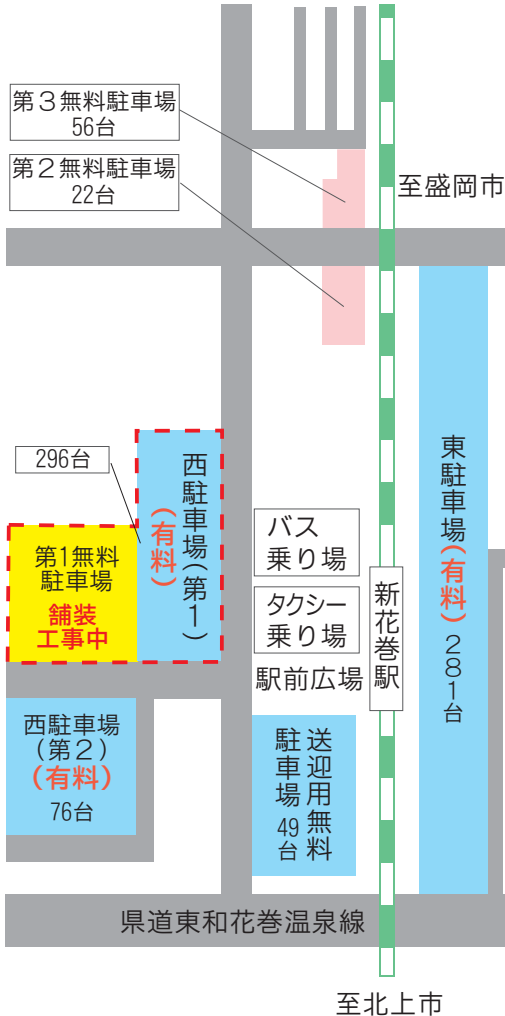 第３無料駐車場
56台
第２無料駐車場
22台
至盛岡市
296台
西駐車場(第１)
(有料)
第1無料
駐車場
舗装
工事中
バス
乗り場
タクシー
乗り場
駅前広場
新花巻駅
東駐車場(有料)２８１台
西駐車場
(第２)
(有料)
76台
送迎用無料
駐車場 49台
県道東和花巻温泉線
至北上市